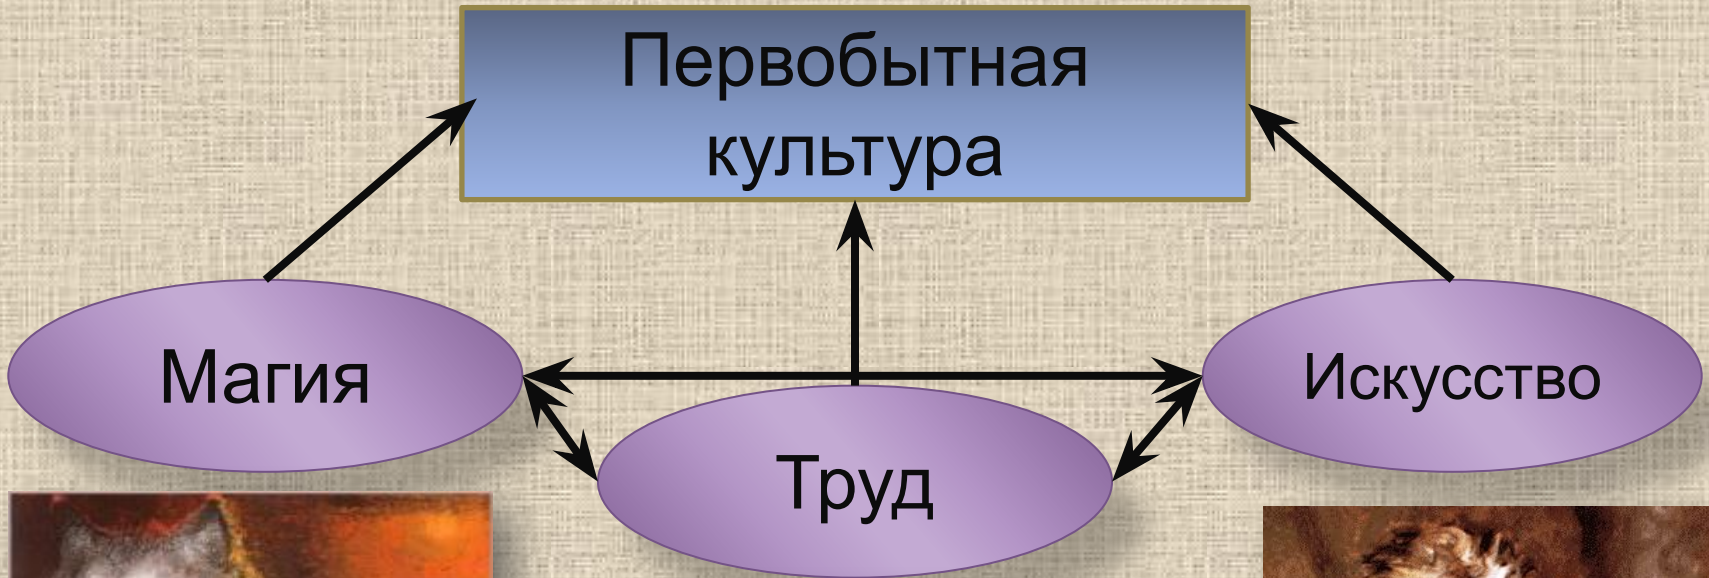 Первобытная
культура
Магия
Искусство
Труд